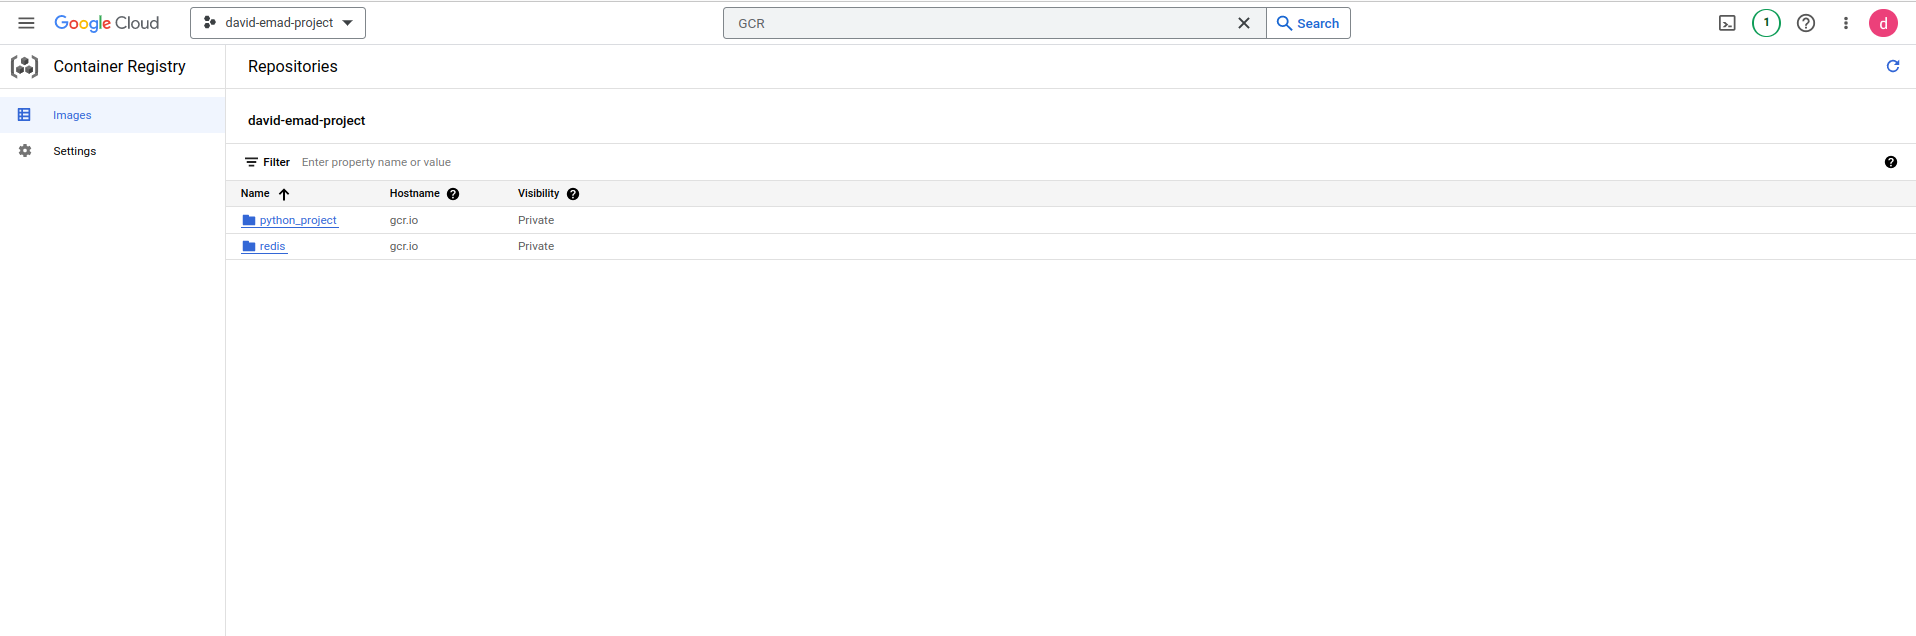 Google Cloud david-emad-project GCR Search 1 d
Container Registry Repositories
Images
Settings
david-emad-project
Filter Enter property name or value
Name Hostname Visibility
python_project gcr.io Private
redis gcr.io Private